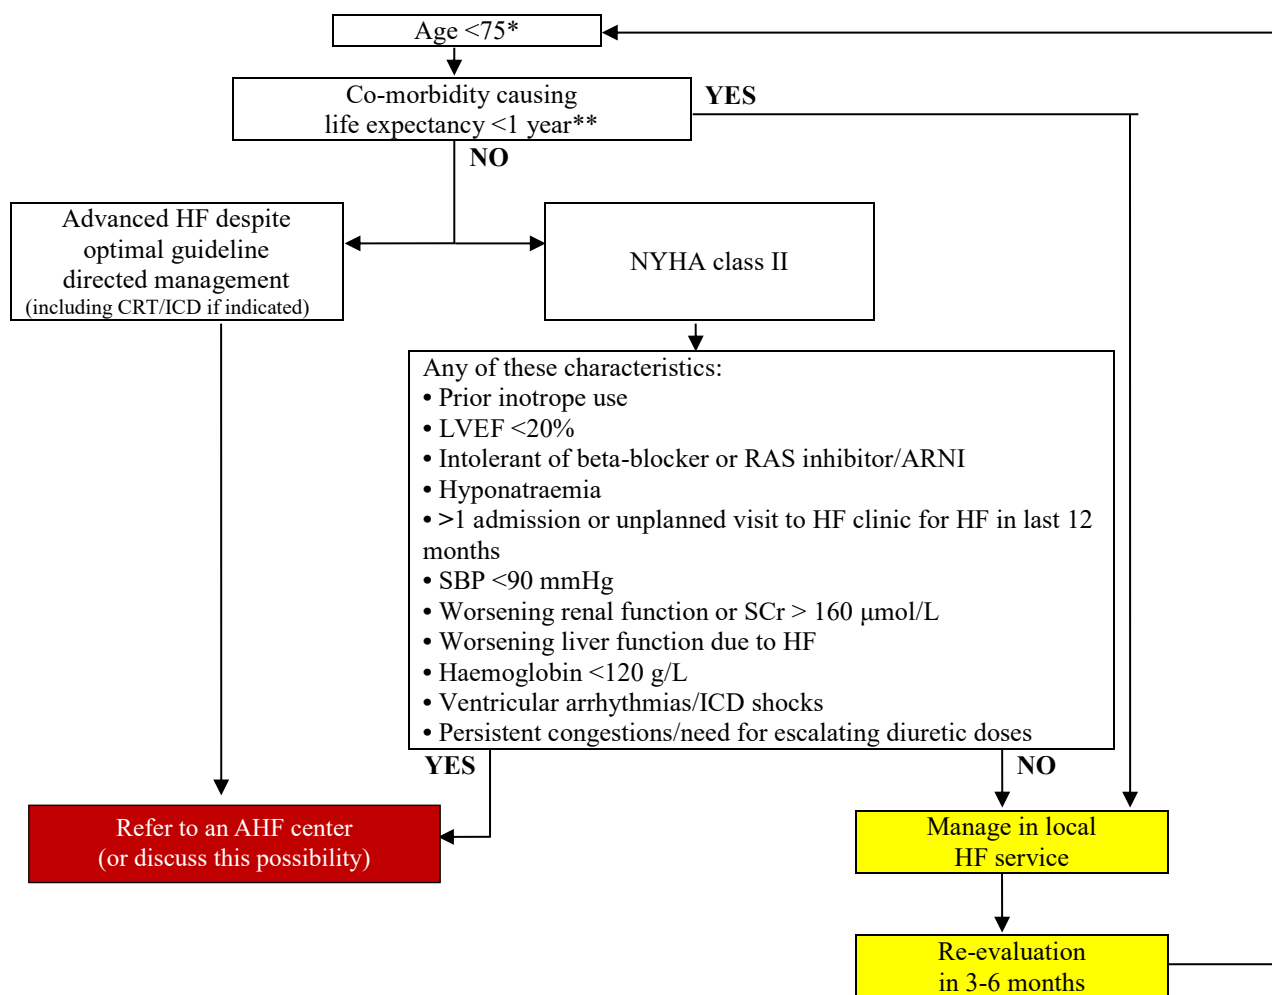 Age <75*
Co-morbidity causing
life expectancy <1 year**
YES
NO
Advanced HF despite
optimal guideline
directed management
(including CRT/ICD if indicated)
NYHA class II
Any of these characteristics:
• Prior inotrope use
• LVEF <20%
• Intolerant of beta-blocker or RAS inhibitor/ARNI
• Hyponatraemia
• >1 admission or unplanned visit to HF clinic for HF in last 12
months
• SBP <90 mmHg
• Worsening renal function or SCr > 160 μmol/L
• Worsening liver function due to HF
• Haemoglobin <120 g/L
• Ventricular arrhythmias/ICD shocks
• Persistent congestions/need for escalating diuretic doses
YES
NO
Refer to an AHF center
(or discuss this possibility)
Manage in local
HF service
Re-evaluation
in 3-6 months